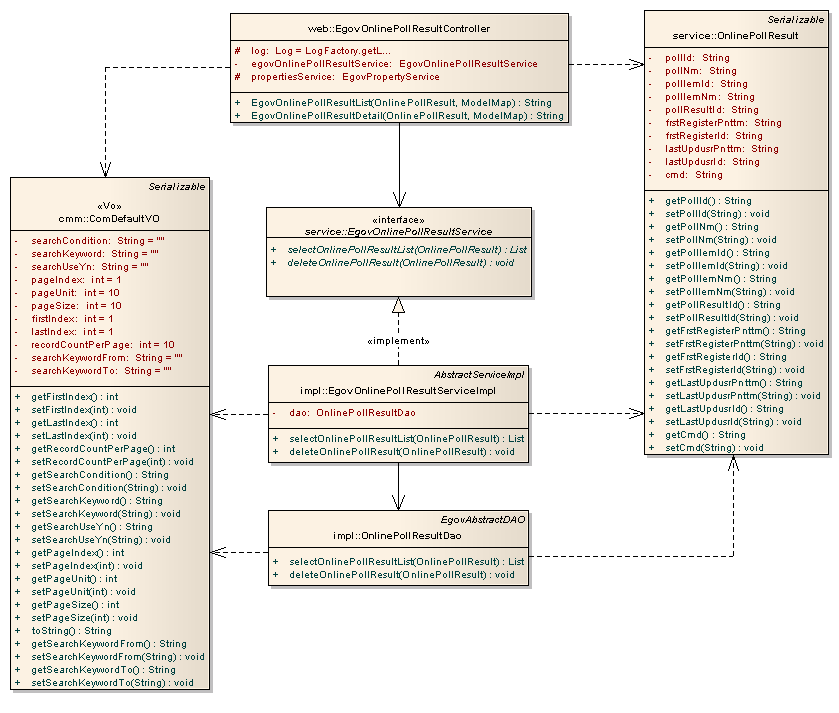 web::EgovOnlinePollResultController
# log: Log = LogFactory.getL...
- egovOnlinePollResultService: EgovOnlinePollResultService
# propertiesService: EgovPropertyService
+ EgovOnlinePollResultList(OnlinePollResult, ModelMap) : String
+ EgovOnlinePollResultDetail(OnlinePollResult, ModelMap) : String
Serializable
service::OnlinePollResult
- pollId: String
- pollNm: String
- pollIemId: String
- pollIemNm: String
- pollResultId: String
- frstRegisterPnttm: String
- frstRegisterId: String
- lastUpdusrPnttm: String
- lastUpdusrId: String
- cmd: String
+ getPollId() : String
+ setPollId(String) : void
+ getPollNm() : String
+ setPollNm(String) : void
+ getPollIemId() : String
+ setPollIemId(String) : void
+ getPollIemNm() : String
+ setPollIemNm(String) : void
+ getPollResultId() : String
+ setPollResultId(String) : void
+ getFrstRegisterPnttm() : String
+ setFrstRegisterPnttm(String) : void
+ getFrstRegisterId() : String
+ setFrstRegisterId(String) : void
+ getLastUpdusrPnttm() : String
+ setLastUpdusrPnttm(String) : void
+ getLastUpdusrId() : String
+ setLastUpdusrId(String) : void
+ getCmd() : String
+ setCmd(String) : void
Serializable
«Vo»
cmm::ComDefaultVO
- searchCondition: String = ""
- searchKeyword: String = ""
- searchUseYn: String = ""
- pageIndex: int = 1
- pageUnit: int = 10
- pageSize: int = 10
- firstIndex: int = 1
- lastIndex: int = 1
- recordCountPerPage: int = 10
- searchKeywordFrom: String = ""
- searchKeywordTo: String = ""
+ getFirstIndex() : int
+ setFirstIndex(int) : void
+ getLastIndex() : int
+ setLastIndex(int) : void
+ getRecordCountPerPage() : int
+ setRecordCountPerPage(int) : void
+ getSearchCondition() : String
+ setSearchCondition(String) : void
+ getSearchKeyword() : String
+ setSearchKeyword(String) : void
+ getSearchUseYn() : String
+ setSearchUseYn(String) : void
+ getPageIndex() : int
+ setPageIndex(int) : void
+ getPageUnit() : int
+ setPageUnit(int) : void
+ getPageSize() : int
+ setPageSize(int) : void
+ toString() : String
+ getSearchKeywordFrom() : String
+ setSearchKeywordFrom(String) : void
+ getSearchKeywordTo() : String
+ setSearchKeywordTo(String) : void
«interface»
service::EgovOnlinePollResultService
+ selectOnlinePollResultList(OnlinePollResult) : List
+ deleteOnlinePollResult(OnlinePollResult) : void
«implement»
AbstractServiceImpl
impl::EgovOnlinePollResultServiceImpl
- dao: OnlinePollResultDao
+ selectOnlinePollResultList(OnlinePollResult) : List
+ deleteOnlinePollResult(OnlinePollResult) : void
EgovAbstractDAO
impl::OnlinePollResultDao
+ selectOnlinePollResultList(OnlinePollResult) : List
+ deleteOnlinePollResult(OnlinePollResult) : void